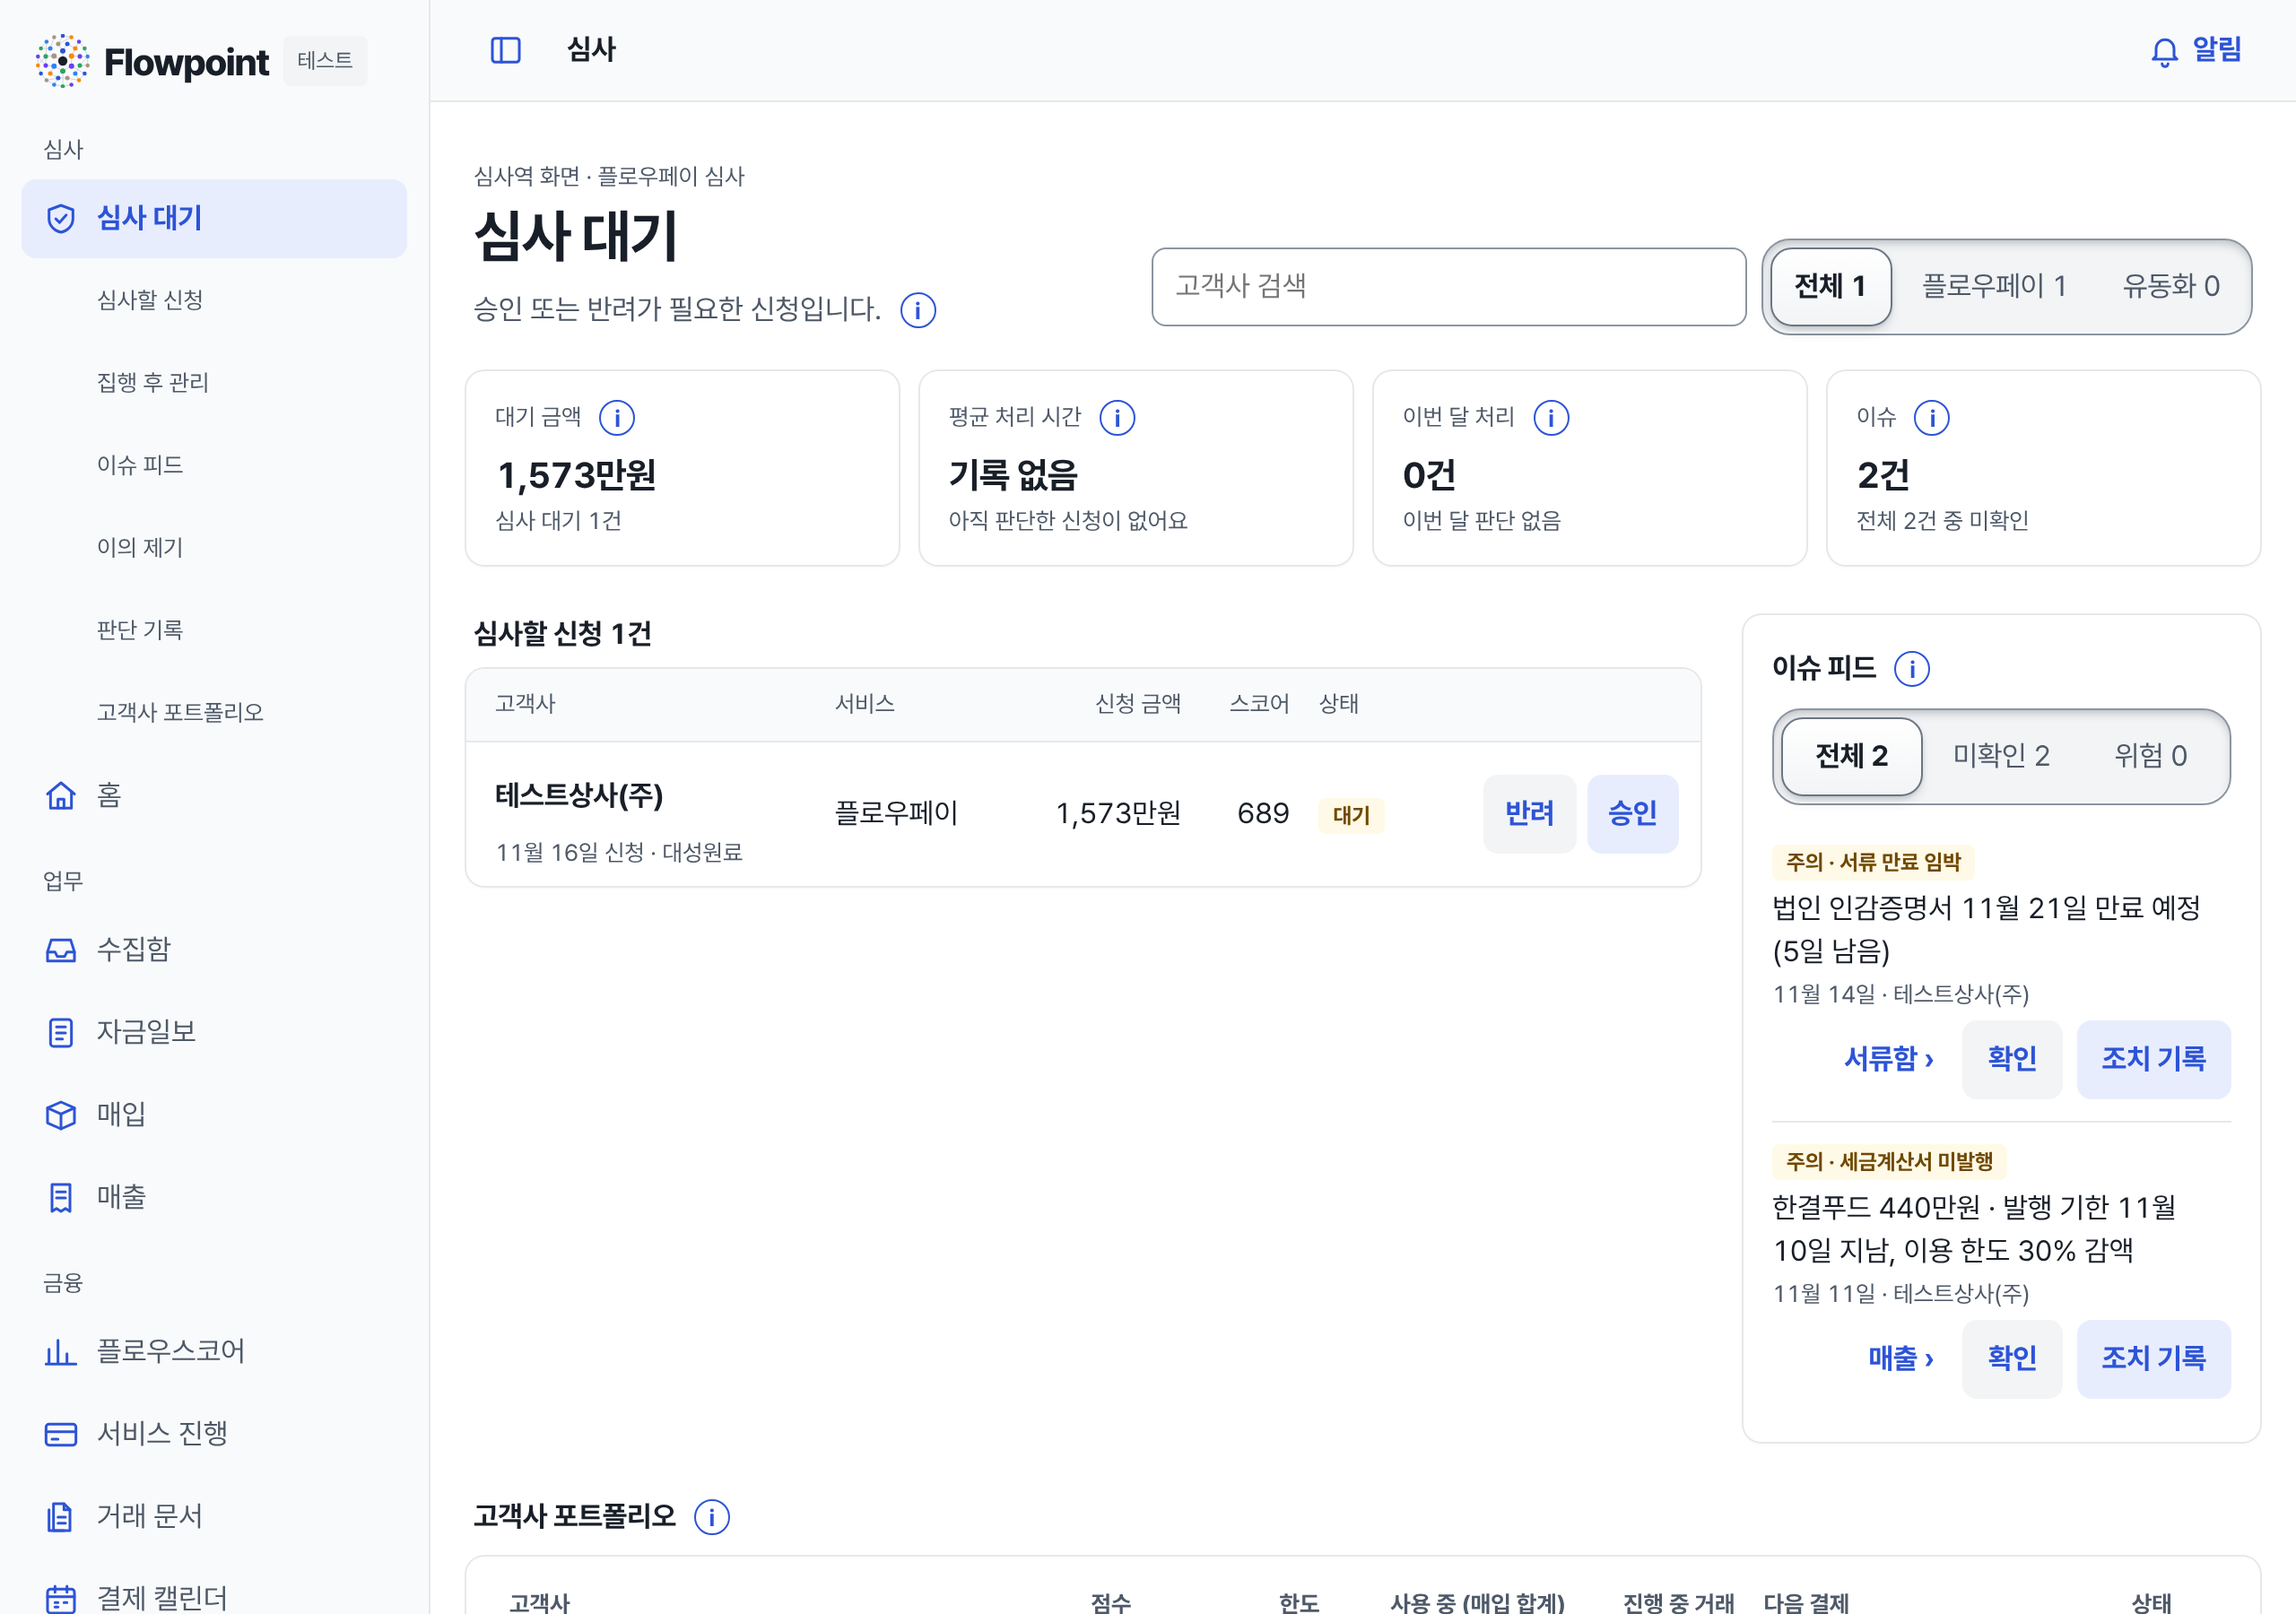 Flowpoint 테스트
심사
심사 대기
심사할 신청
집행 후 관리
이슈 피드
이의 제기
판단 기록
고객사 포트폴리오
홈
업무
수집함
자금일보
매입
매출
금융
플로우스코어
서비스 진행
거래 문서
결제 캘린더
심사
알림
심사역 화면 · 플로우페이 심사
심사 대기
승인 또는 반려가 필요한 신청입니다.
고객사 검색
전체 1 플로우페이 1 유동화 0
대기 금액
1,573만원
심사 대기 1건
평균 처리 시간
기록 없음
아직 판단한 신청이 없어요
이번 달 처리
0건
이번 달 판단 없음
이슈
2건
전체 2건 중 미확인
심사할 신청 1건
고객사 서비스 신청 금액 스코어 상태
테스트상사(주) 플로우페이 1,573만원 689 대기 반려 승인
11월 16일 신청 · 대성원료
이슈 피드
전체 2 미확인 2 위험 0
주의 · 서류 만료 임박
법인 인감증명서 11월 21일 만료 예정
(5일 남음)
11월 14일 · 테스트상사(주)
서류함 › 확인 조치 기록
주의 · 세금계산서 미발행
한결푸드 440만원 · 발행 기한 11월
10일 지남, 이용 한도 30% 감액
11월 11일 · 테스트상사(주)
매출 › 확인 조치 기록
고객사 포트폴리오
고객사 점수 한도 사용 중 (매입 합계) 진행 중 거래 다음 결제 상태